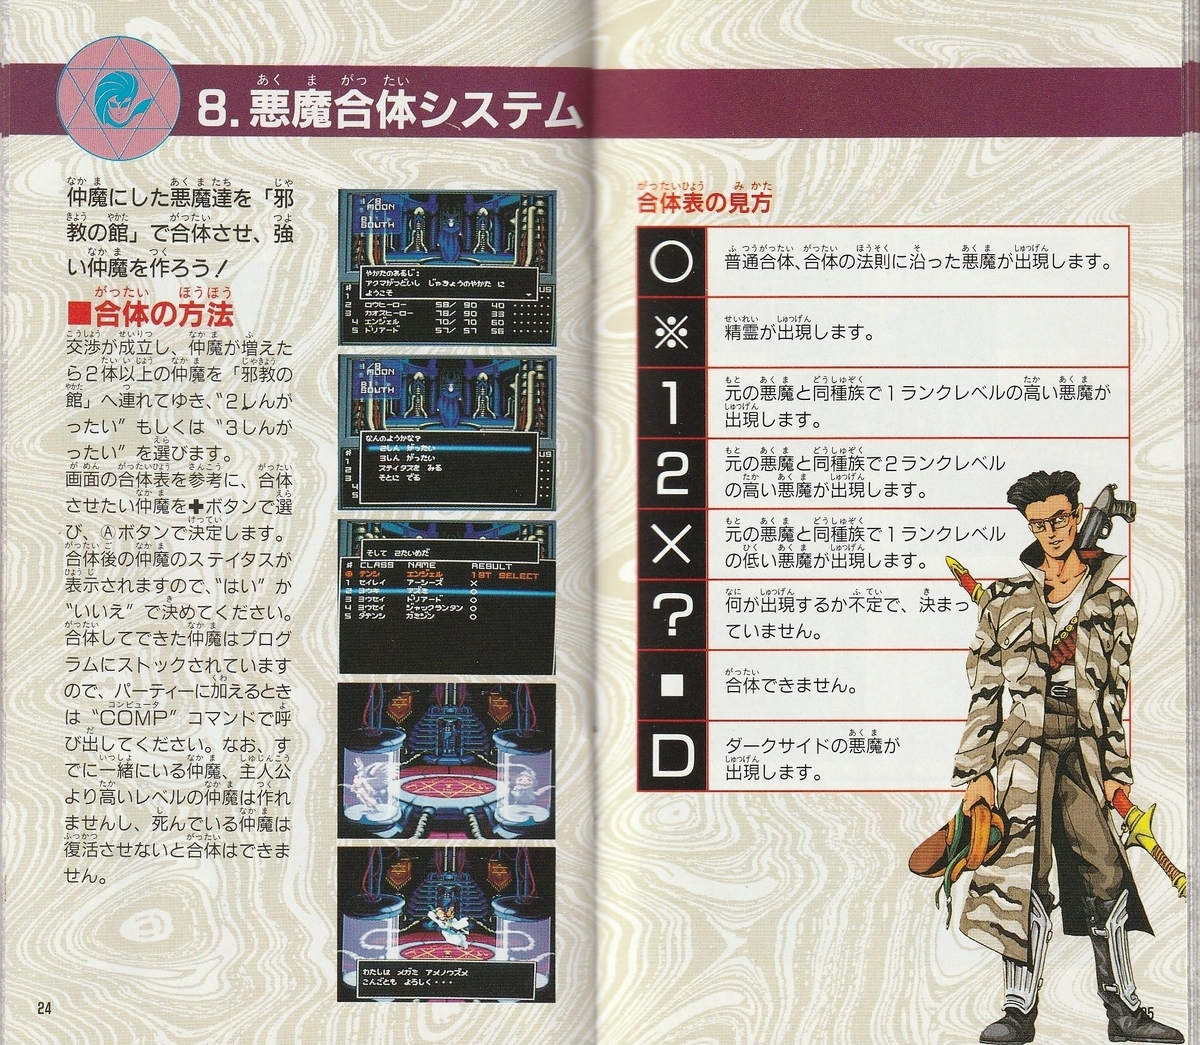 8.悪魔合体システム
仲魔にした悪魔達を「邪
教の館」で合体させ、強
い仲魔を作ろう!
■合体の方法
交渉が成立し、仲魔が増えた
ら2体以上の仲魔を「邪教の
館」へ連れてゆき、“2しんが
ったい”もしくは“3しんが
ったい”を選びます。
画面の合体表を参考に、合体
させたい仲魔を✚ボタンで選
び、Ⓐボタンで決定します。
合体後の仲魔のステイタスが
表示されますので、“はい”か
“いいえ”で決めてください。
合体してできた仲魔はプログ
ラムにストックされています
ので、パーティーに加えるとき
は“COMP”コマンドで呼
び出してください。なお、す
でに一緒にいる仲魔、主人公
より高いレベルの仲魔は作れ
ませんし、死んでいる仲魔は
復活させないと合体はできま
せん。
24
1/8
MOON
B1
SOUTH
やかたのあるじ:
アクマがつどいし じゃきょうのやかた に
ようこそ
2 ロウヒーロー 58/ 90 40
3 カオスヒーロー 78/ 90 33
4 エンジェル 70/ 70 60
5 ドリアード 57/ 57 56
1/8
MOON
B1
SOUTH
なんのようかな?
2しん がったい
3しん がったい
ステイタスを みる
そとに でる
そして 2たいめだ
# CLASS NAME RESULT
テンシ エンジェル 1ST SELECT
1 セイレイ アーシーズ ×
2 ヨウキ アズミ ○
3 ヨウセイ ドリアード ○
4 ヨウセイ ジャックランタン ○
5 ダテンシ ガミジン ○
わたしは メガミ アメノウズメ
こんごとも よろしく・・・
合体表の見方
○ 普通合体、合体の法則に沿った悪魔が出現します。
※ 精霊が出現します。
1 元の悪魔と同種族で1ランクレベルの高い悪魔が
出現します。
2 元の悪魔と同種族で2ランクレベル
の高い悪魔が出現します。
× 元の悪魔と同種族で1ランクレベル
の低い悪魔が出現します。
? 何が出現するか不定で、決まっ
ていません。
■ 合体できません。
D ダークサイドの悪魔が
出現します。
25